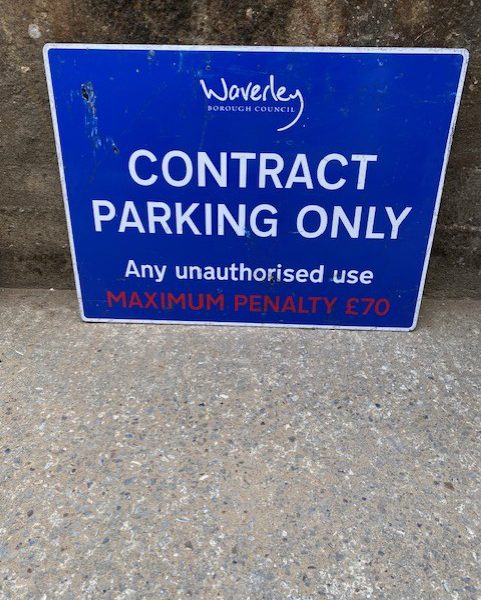 Waverley
BOROUGH COUNCIL
CONTRACT
PARKING ONLY
Any unauthorised use
MAXIMUM PENALTY £70